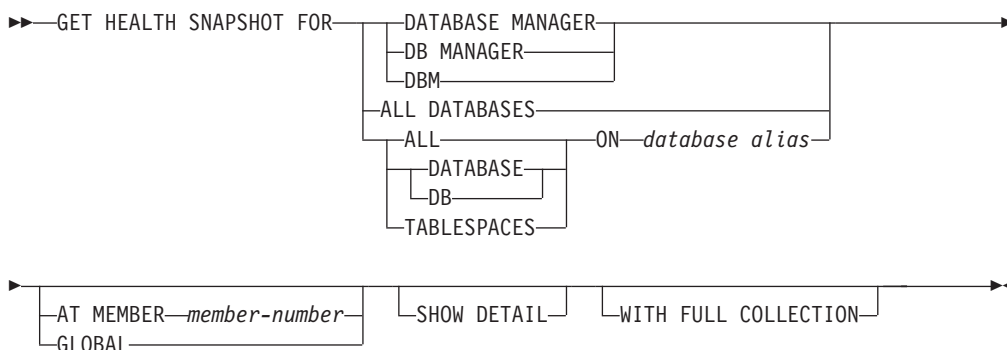 GET HEALTH SNAPSHOT FOR DATABASE MANAGER
DB MANAGER
DBM
ALL DATABASES
ALL ON database alias
DATABASE
DB
TABLESPACES
AT MEMBER member-number SHOW DETAIL WITH FULL COLLECTION
GLOBAL